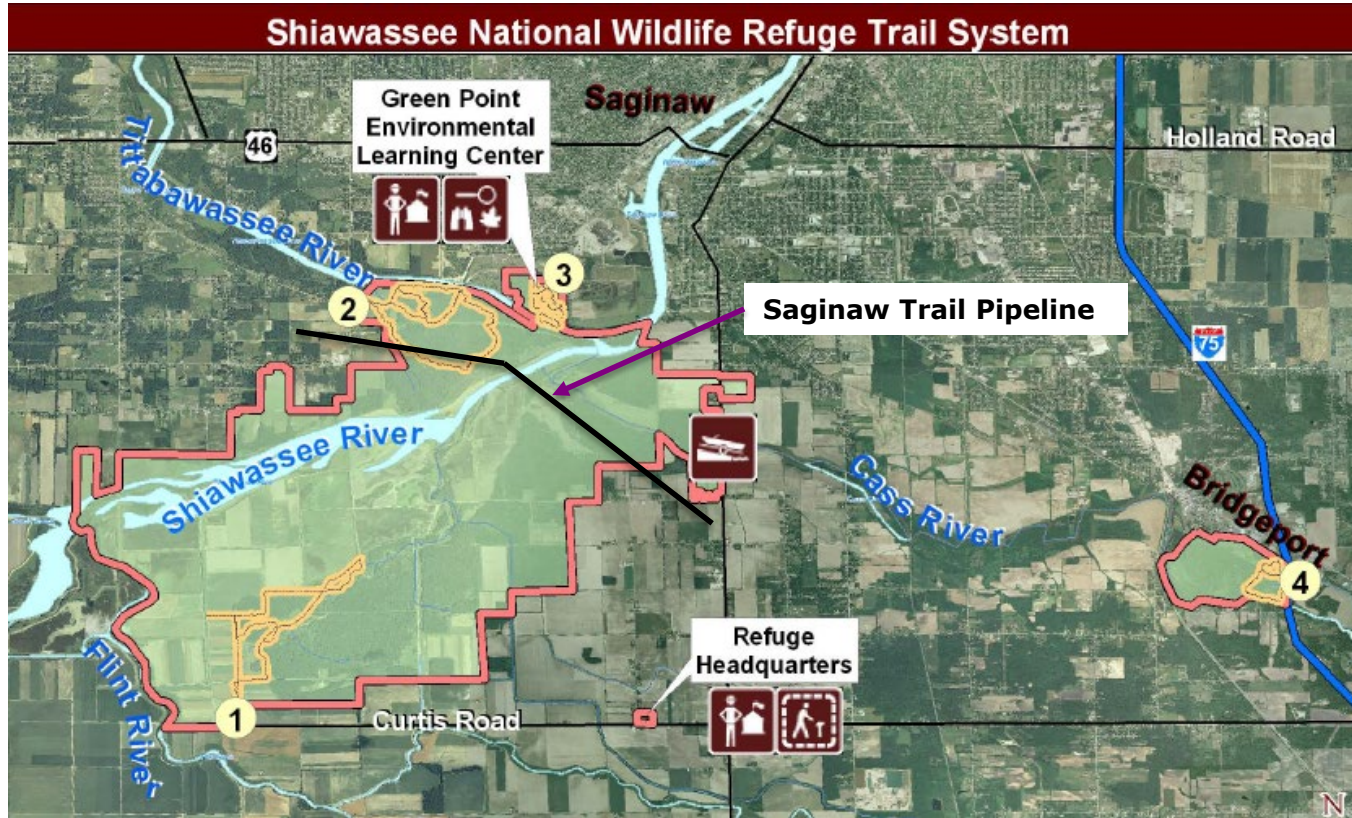 Shiawassee National Wildlife Refuge Trail System
Green Point
Environmental
Learning Center
Saginaw
46
Holland Road
Tittabawassee River
3
2
Saginaw Trail Pipeline
75
Shiawassee River
Cass River
Bridgeport
4
Refuge
Headquarters
Flint River
1
Curtis Road
N